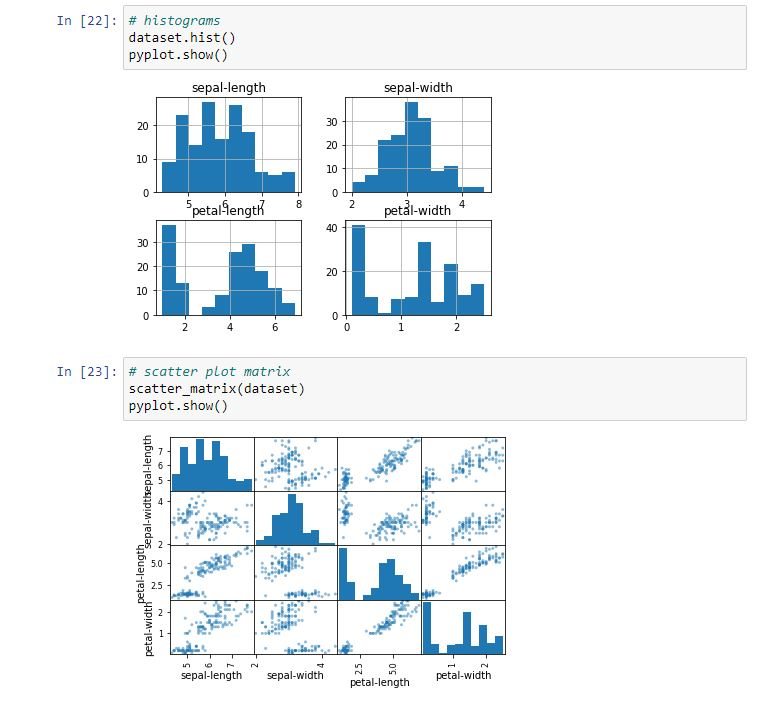 In [22]: # histograms
dataset.hist()
pyplot.show()
sepal-length
sepal-width
20
10
0
5 6 7 8
30
20
10
0
2 3 4
petal-length
petal-width
30
20
10
0
2 4 6
40
20
0
0 1 2
In [23]: # scatter plot matrix
scatter_matrix(dataset)
pyplot.show()
sepal-length
7
6
5
sepal-width
4
2
petal-length
5.0
2.5
petal-width
2
1
5 6 7 2 4 2.5 5.0 1 2
sepal-length sepal-width petal-length petal-width